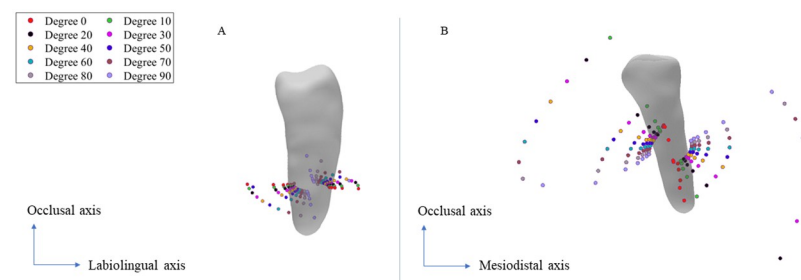 Degree 0 Degree 10
Degree 20 Degree 30
Degree 40 Degree 50
Degree 60 Degree 70
Degree 80 Degree 90
A
Occlusal axis
Labiolingual axis
B
Occlusal axis
Mesiodistal axis